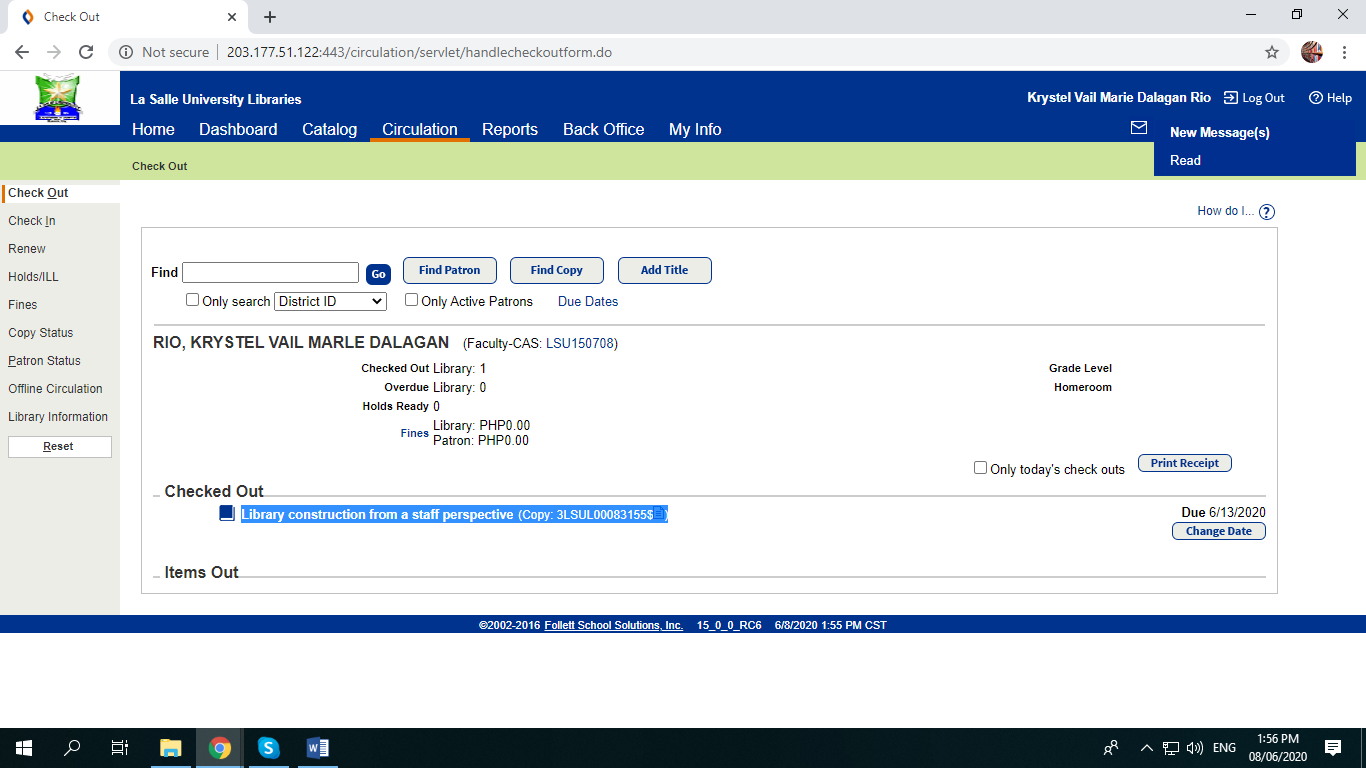 Check Out
Not secure 203.177.51.122:443/circulation/servlet/handlecheckoutform.do
La Salle University Libraries
Krystel Vail Marie Dalagan Rio Log Out Help
Home Dashboard Catalog Circulation Reports Back Office My Info
New Message(s)
Read
Check Out
Check Out
Check In
Renew
Holds/ILL
Fines
Copy Status
Patron Status
Offline Circulation
Library Information
Reset
How do I... ?
Find Go Find Patron Find Copy Add Title
Only search District ID Only Active Patrons Due Dates
RIO, KRYSTEL VAIL MARLE DALAGAN (Faculty-CAS: LSU150708)
Checked Out Library: 1 Grade Level
Overdue Library: 0 Homeroom
Holds Ready 0
Fines Library: PHP0.00
Patron: PHP0.00
Only today's check outs Print Receipt
Checked Out
Library construction from a staff perspective (Copy: 3LSUL00083155$) Due 6/13/2020
Change Date
Items Out
©2002-2016 Follett School Solutions, Inc. 15_0_0_RC6 6/8/2020 1:55 PM CST
ENG 1:56 PM
08/06/2020